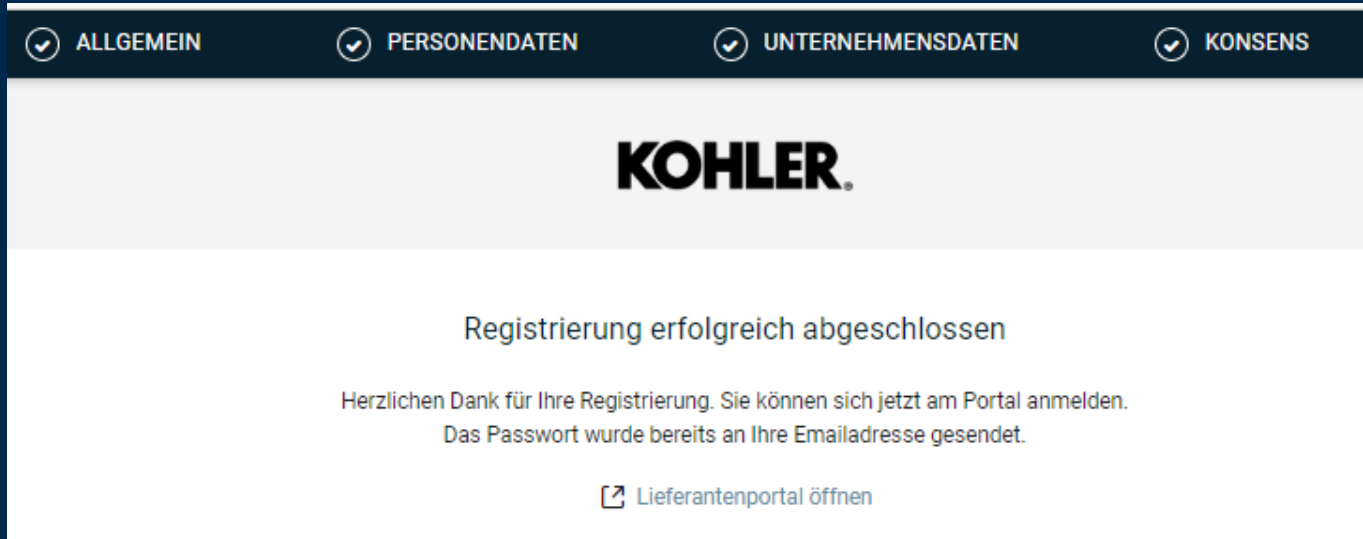 ALLGEMEIN PERSONENDATEN UNTERNEHMENSDATEN KONSENS
KOHLER®
Registrierung erfolgreich abgeschlossen
Herzlichen Dank für Ihre Registrierung. Sie können sich jetzt am Portal anmelden.
Das Passwort wurde bereits an Ihre Emailadresse gesendet.
Lieferantenportal öffnen